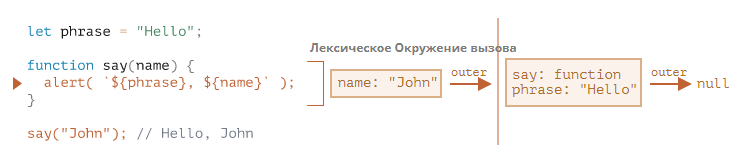 let phrase = "Hello";
function say(name) {
alert( `${phrase}, ${name}` );
}
say("John"); // Hello, John
Лексическое Окружение вызова
name: "John"
outer
say: function
phrase: "Hello"
outer
null